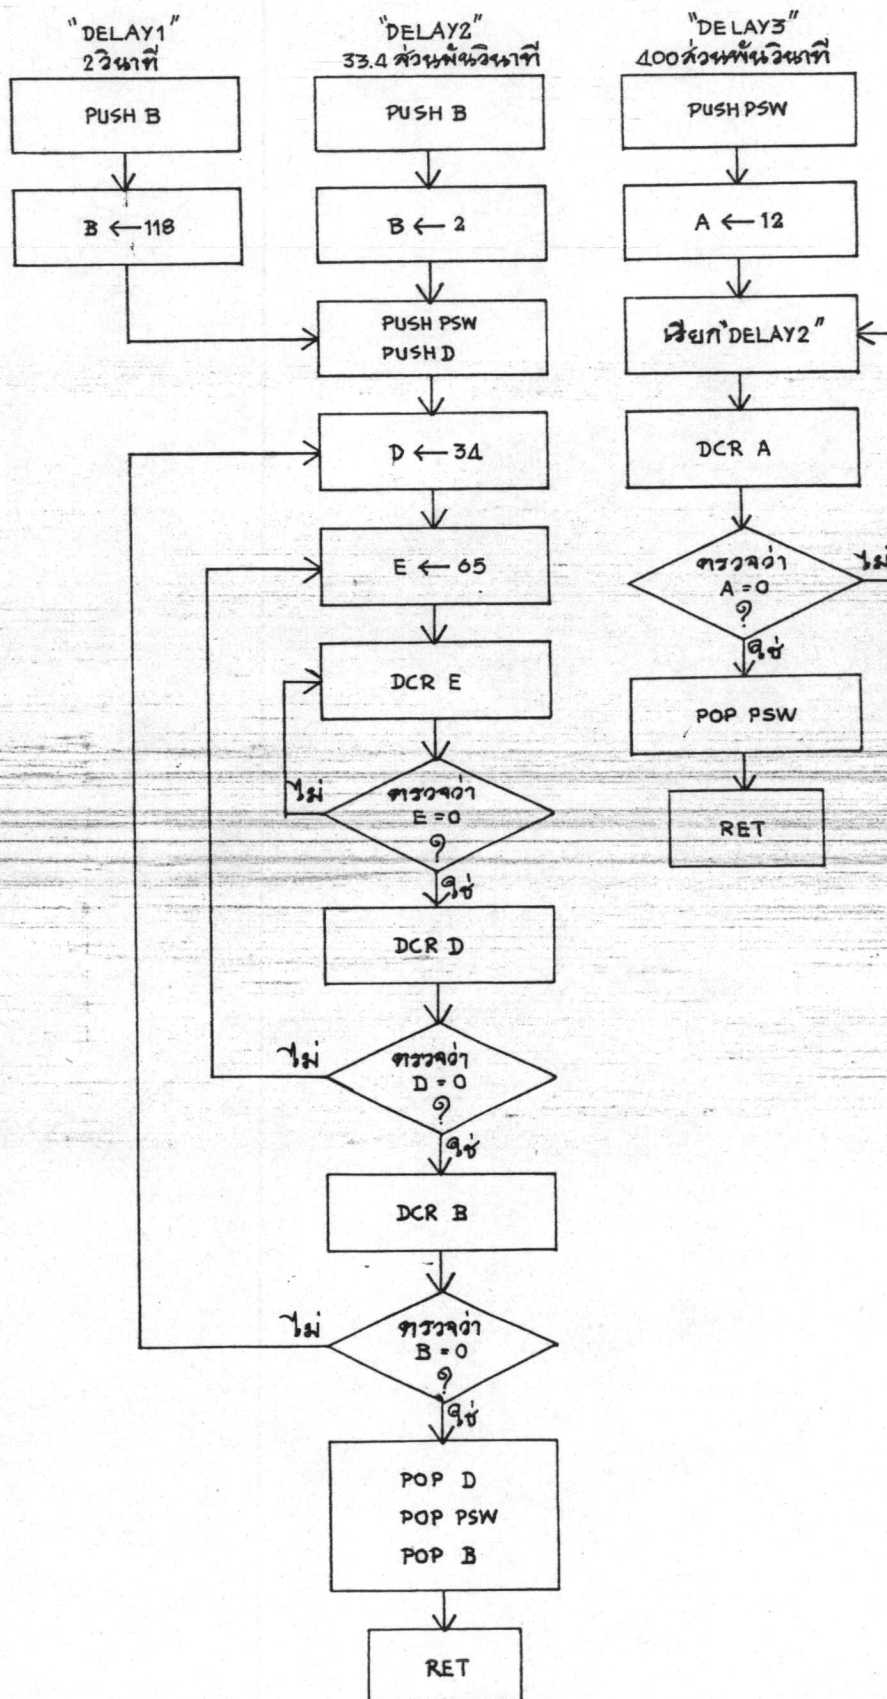 "DELAY1"
2 วินาที
PUSH B
B ← 118
"DELAY2"
33.4 ส่วนพันวินาที
PUSH B
B ← 2
PUSH PSW
PUSH D
D ← 34
E ← 65
DCR E
ตรวจว่า
E = 0
?
ไม่
ใช่
DCR D
ตรวจว่า
D = 0
?
ไม่
ใช่
DCR B
ตรวจว่า
B = 0
?
ไม่
ใช่
POP D
POP PSW
POP B
RET
"DELAY3"
400 ส่วนพันวินาที
PUSH PSW
A ← 12
เรียก "DELAY2"
DCR A
ตรวจว่า
A = 0
?
ไม่
ใช่
POP PSW
RET